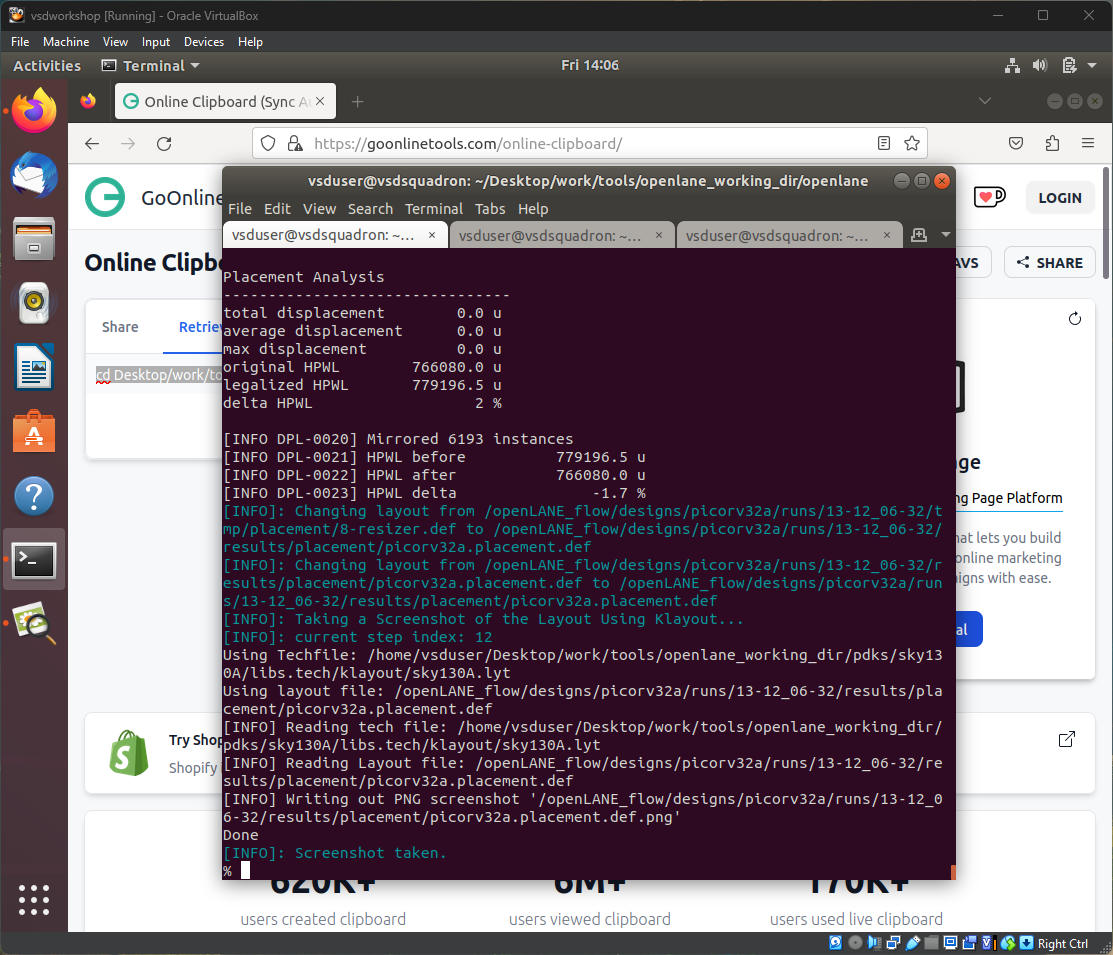 vsdworkshop [Running] - Oracle VirtualBox
File Machine View Input Devices Help
Activities Terminal Fri 14:06
Online Clipboard (Sync A
https://goonlinetools.com/online-clipboard/
GoOnline
LOGIN
Online Clipb
AVS
SHARE
Share
Retriev
cd Desktop/work/to
vsduser@vsdsquadron: ~/Desktop/work/tools/openlane_working_dir/openlane
File Edit View Search Terminal Tabs Help
vsduser@vsdsquadron: ~... vsduser@vsdsquadron: ~... vsduser@vsdsquadron: ~...
Placement Analysis
--------------------------------
total displacement 0.0 u
average displacement 0.0 u
max displacement 0.0 u
original HPWL 766080.0 u
legalized HPWL 779196.5 u
delta HPWL 2 %
[INFO DPL-0020] Mirrored 6193 instances
[INFO DPL-0021] HPWL before 779196.5 u
[INFO DPL-0022] HPWL after 766080.0 u
[INFO DPL-0023] HPWL delta -1.7 %
[INFO]: Changing layout from /openLANE_flow/designs/picorv32a/runs/13-12_06-32/t
mp/placement/8-resizer.def to /openLANE_flow/designs/picorv32a/runs/13-12_06-32/
results/placement/picorv32a.placement.def
[INFO]: Changing layout from /openLANE_flow/designs/picorv32a/runs/13-12_06-32/r
esults/placement/picorv32a.placement.def to /openLANE_flow/designs/picorv32a/run
s/13-12_06-32/results/placement/picorv32a.placement.def
[INFO]: Taking a Screenshot of the Layout Using Klayout...
[INFO]: current step index: 12
Using Techfile: /home/vsduser/Desktop/work/tools/openlane_working_dir/pdks/sky13
0A/libs.tech/klayout/sky130A.lyt
Using layout file: /openLANE_flow/designs/picorv32a/runs/13-12_06-32/results/pla
cement/picorv32a.placement.def
[INFO] Reading tech file: /home/vsduser/Desktop/work/tools/openlane_working_dir/
pdks/sky130A/libs.tech/klayout/sky130A.lyt
[INFO] Reading Layout file: /openLANE_flow/designs/picorv32a/runs/13-12_06-32/re
sults/placement/picorv32a.placement.def
[INFO] Writing out PNG screenshot '/openLANE_flow/designs/picorv32a/runs/13-12_0
6-32/results/placement/picorv32a.placement.def.png'
Done
[INFO]: Screenshot taken.
%
ge
ng Page Platform
hat lets you build
online marketing
igns with ease.
al
Try Shop
Shopify i
620K+ 6M+ 170K+
users created clipboard users viewed clipboard users used live clipboard
Right Ctrl